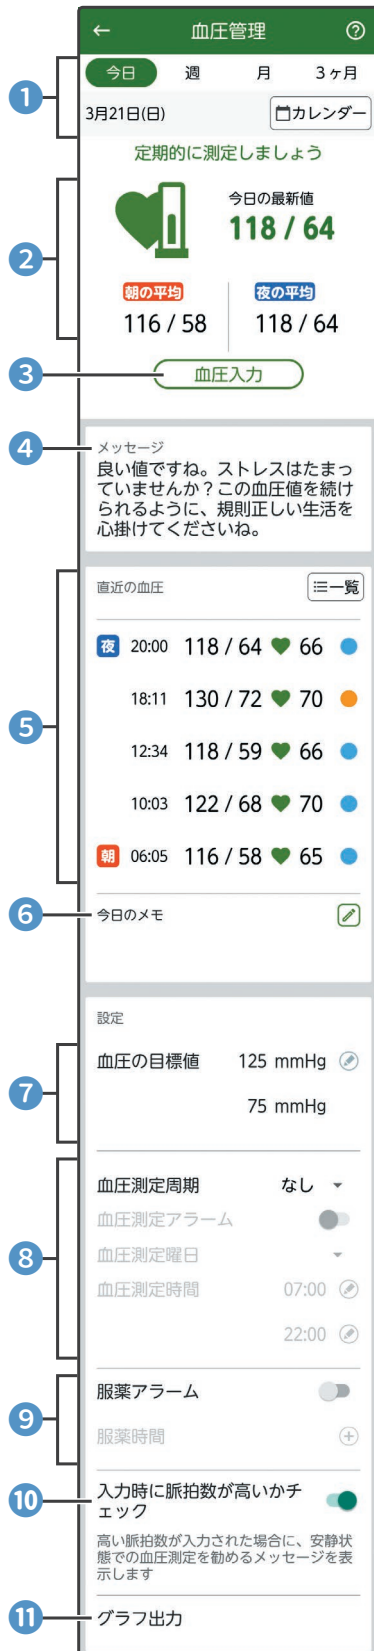 血圧管理
今日 週 月 3ヶ月
1
3月21日(日) カレンダー
定期的に測定しましょう
今日の最新値
118 / 64
2
朝の平均 夜の平均
116 / 58 118 / 64
3 血圧入力
4 メッセージ
良い値ですね。ストレスはたまっ
ていませんか？この血圧値を続け
られるように、規則正しい生活を
心掛けてくださいね。
直近の血圧 一覧
夜 20:00 118 / 64 66
18:11 130 / 72 70
5
12:34 118 / 59 66
10:03 122 / 68 70
朝 06:05 116 / 58 65
6 今日のメモ
設定
血圧の目標値 125 mmHg
7
75 mmHg
血圧測定周期 なし
血圧測定アラーム
8
血圧測定曜日
血圧測定時間 07:00
22:00
服薬アラーム
9
服薬時間
10 入力時に脈拍数が高いかチ
ェック
高い脈拍数が入力された場合に、安静状
態での血圧測定を勧めるメッセージを表
示します
11 グラフ出力